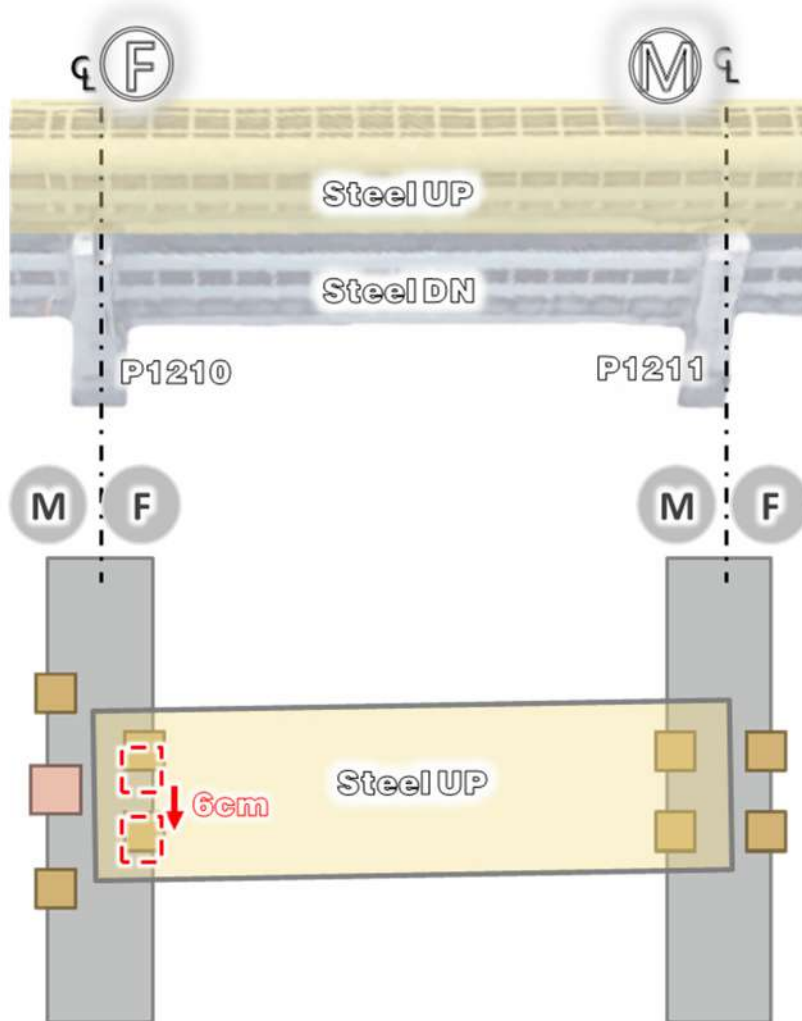 ℄ F M ℄
Steel UP
Steel DN
P1210 P1211
M F M F
Steel UP
6cm